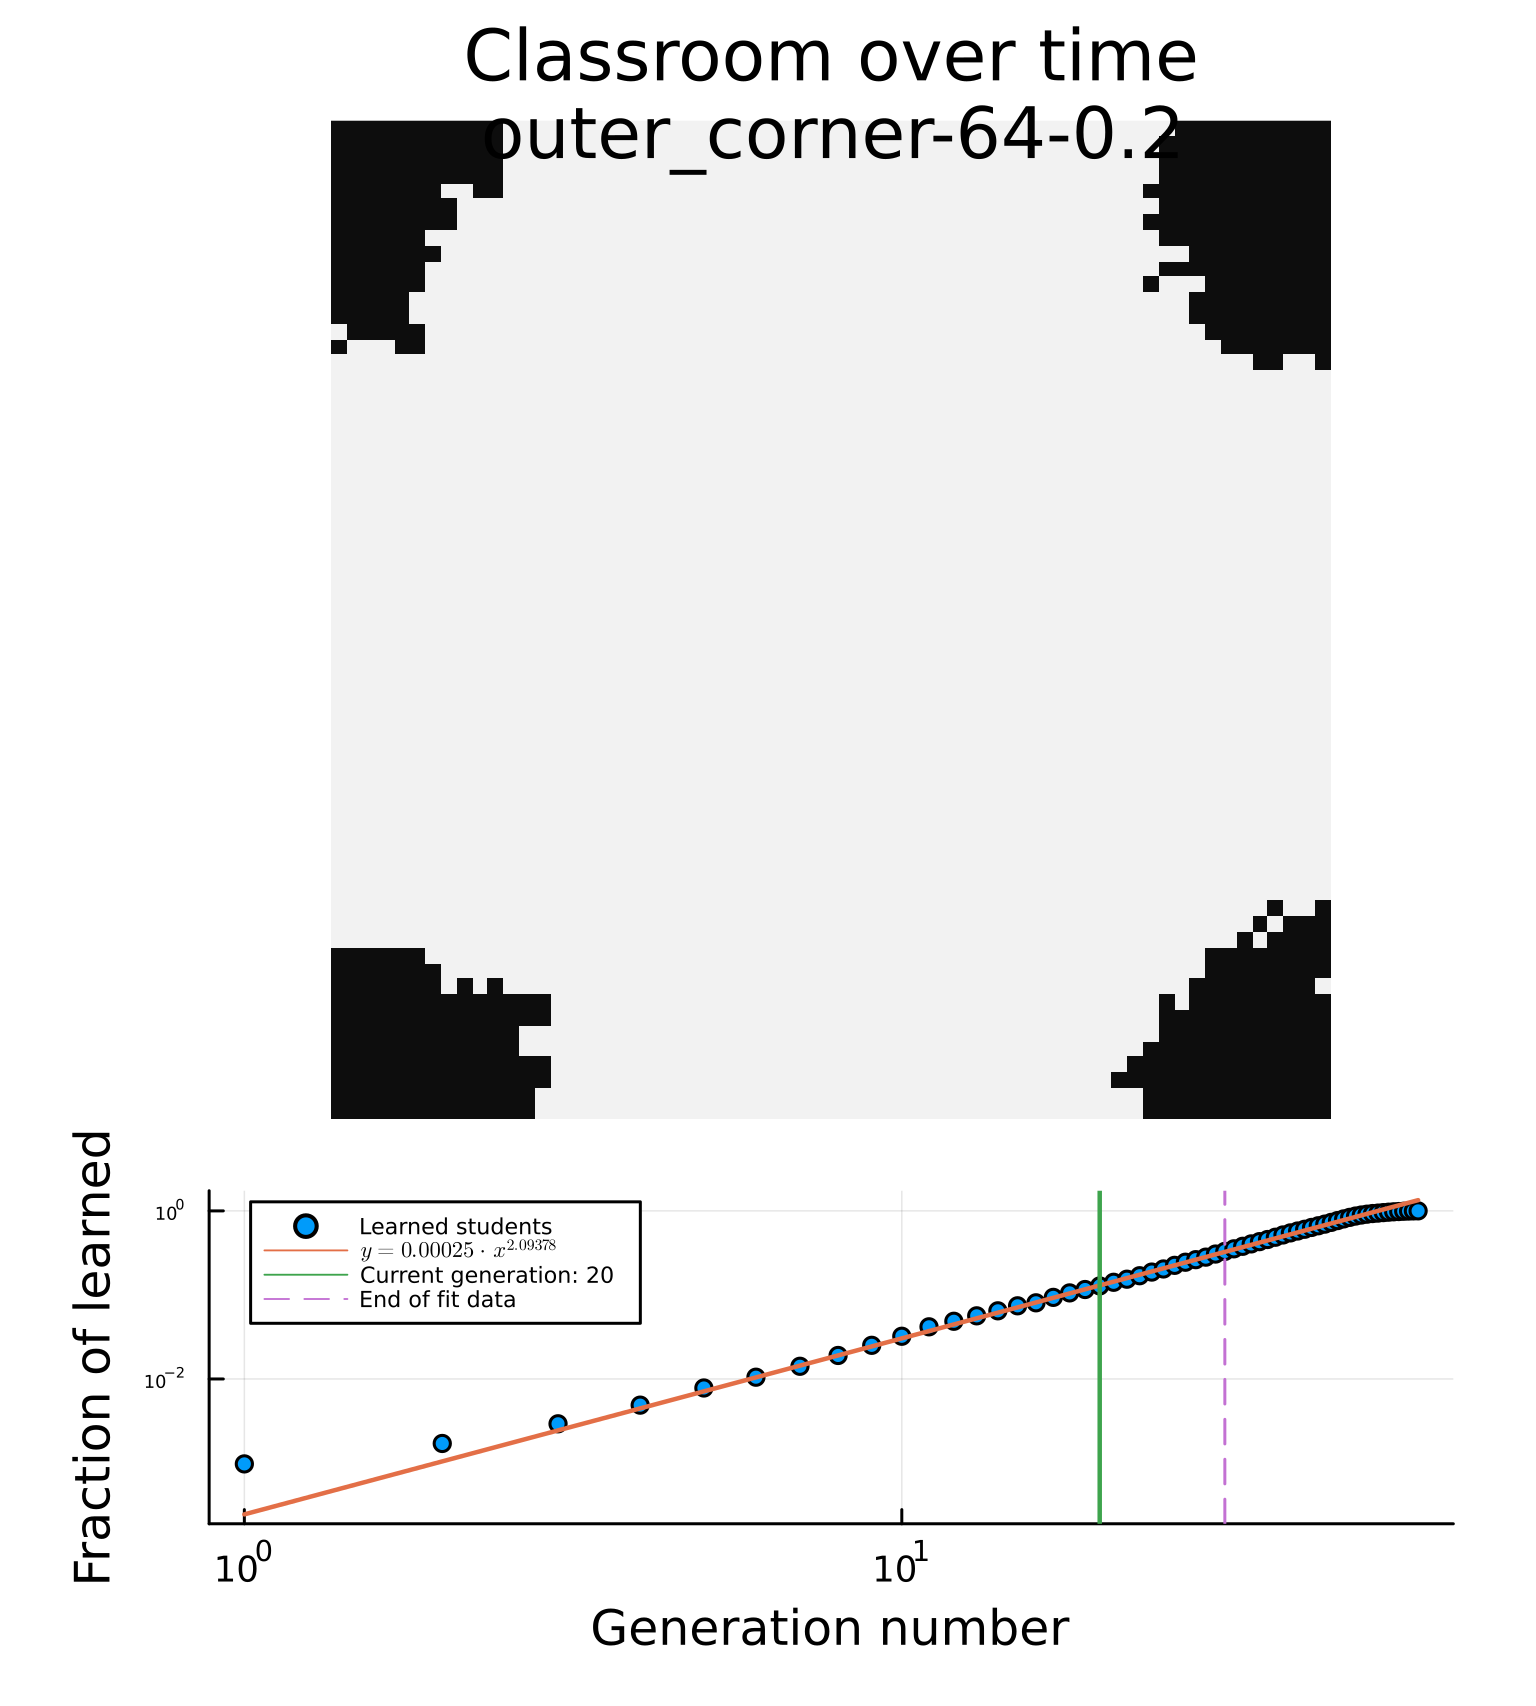 Classroom over time
outer_corner-64-0.2
Fraction of learned
10⁰
10⁻²
Learned students
y = 0.00025 · x^2.09378
Current generation: 20
End of fit data
10⁰
10¹
Generation number